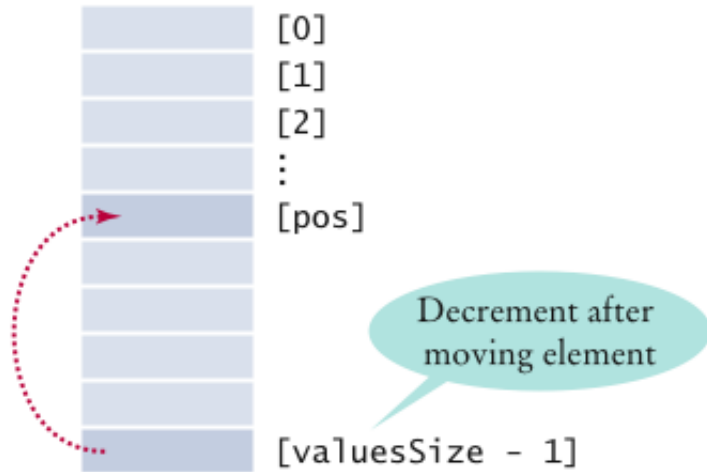 [0]
[1]
[2]
⋮
[pos]
Decrement after
moving element
[valuesSize - 1]